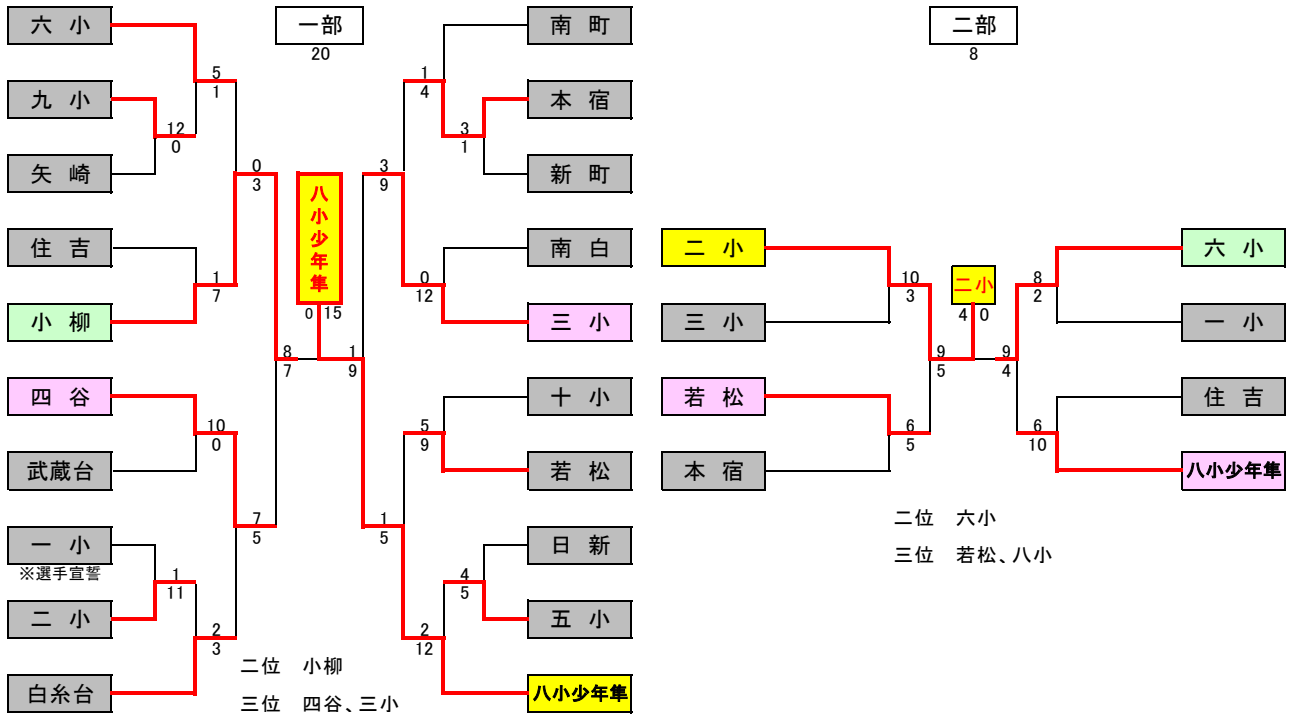 六小
一部
20
南町
二部
8
5
1
1
4
九小
本宿
12
0
3
1
矢崎
新町
0
3
八小少年隼
3
9
住吉
南白
二小
六小
1
7
0
12
10
3
二小
8
2
小柳
0 15
三小
三小
4 0
一小
8
7
1
9
9
5
9
4
四谷
十小
若松
住吉
10
0
5
9
6
5
6
10
武蔵台
若松
本宿
八小少年隼
7
5
1
5
二位 六小
一小
※選手宣誓
日新
三位 若松、八小
1
11
4
5
二小
五小
2
3
2
12
二位 小柳
白糸台
八小少年隼
三位 四谷、三小